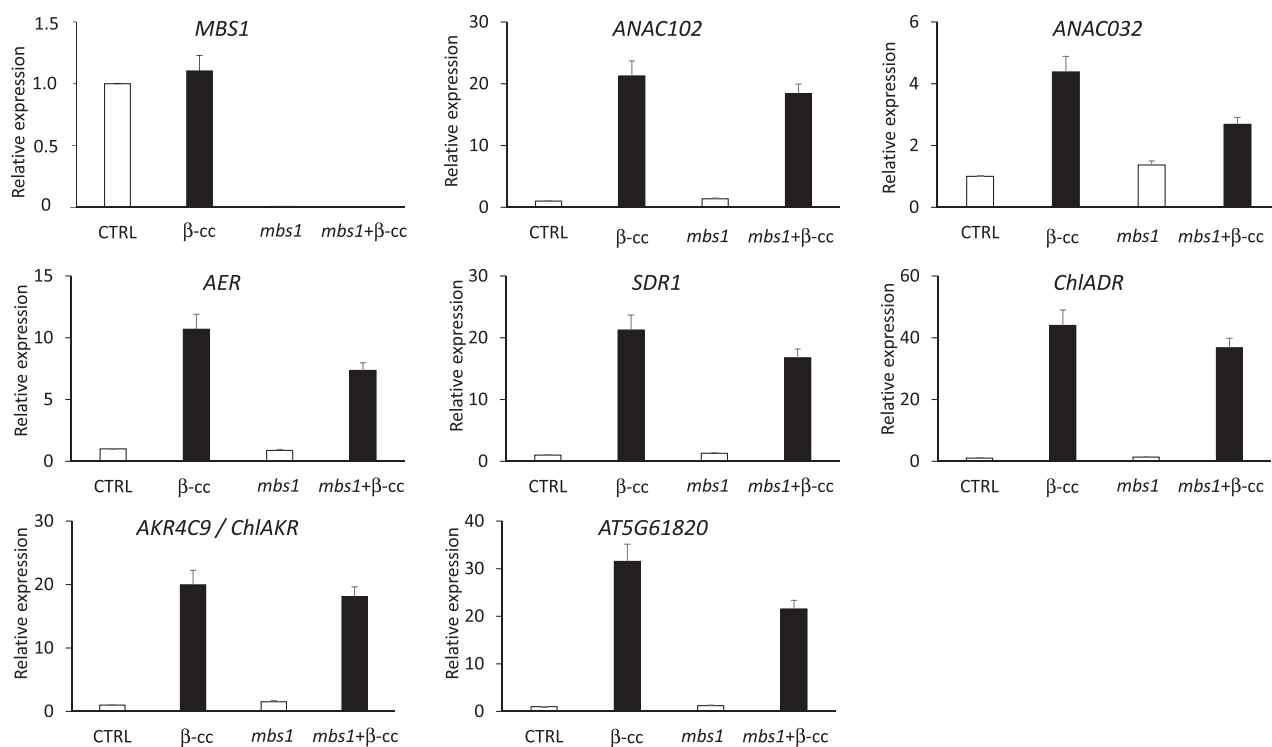 MBS1
Relative expression
1.5
1.0
0.5
0
CTRL β-cc mbs1 mbs1+β-cc
ANAC102
Relative expression
30
20
10
0
CTRL β-cc mbs1 mbs1+β-cc
ANAC032
Relative expression
6
4
2
0
CTRL β-cc mbs1 mbs1+β-cc
AER
Relative expression
15
10
5
0
CTRL β-cc mbs1 mbs1+β-cc
SDR1
Relative expression
30
20
10
0
CTRL β-cc mbs1 mbs1+β-cc
ChlADR
Relative expression
60
40
20
0
CTRL β-cc mbs1 mbs1+β-cc
AKR4C9 / ChlAKR
Relative expression
30
20
10
0
CTRL β-cc mbs1 mbs1+β-cc
AT5G61820
Relative expression
40
30
20
10
0
CTRL β-cc mbs1 mbs1+β-cc